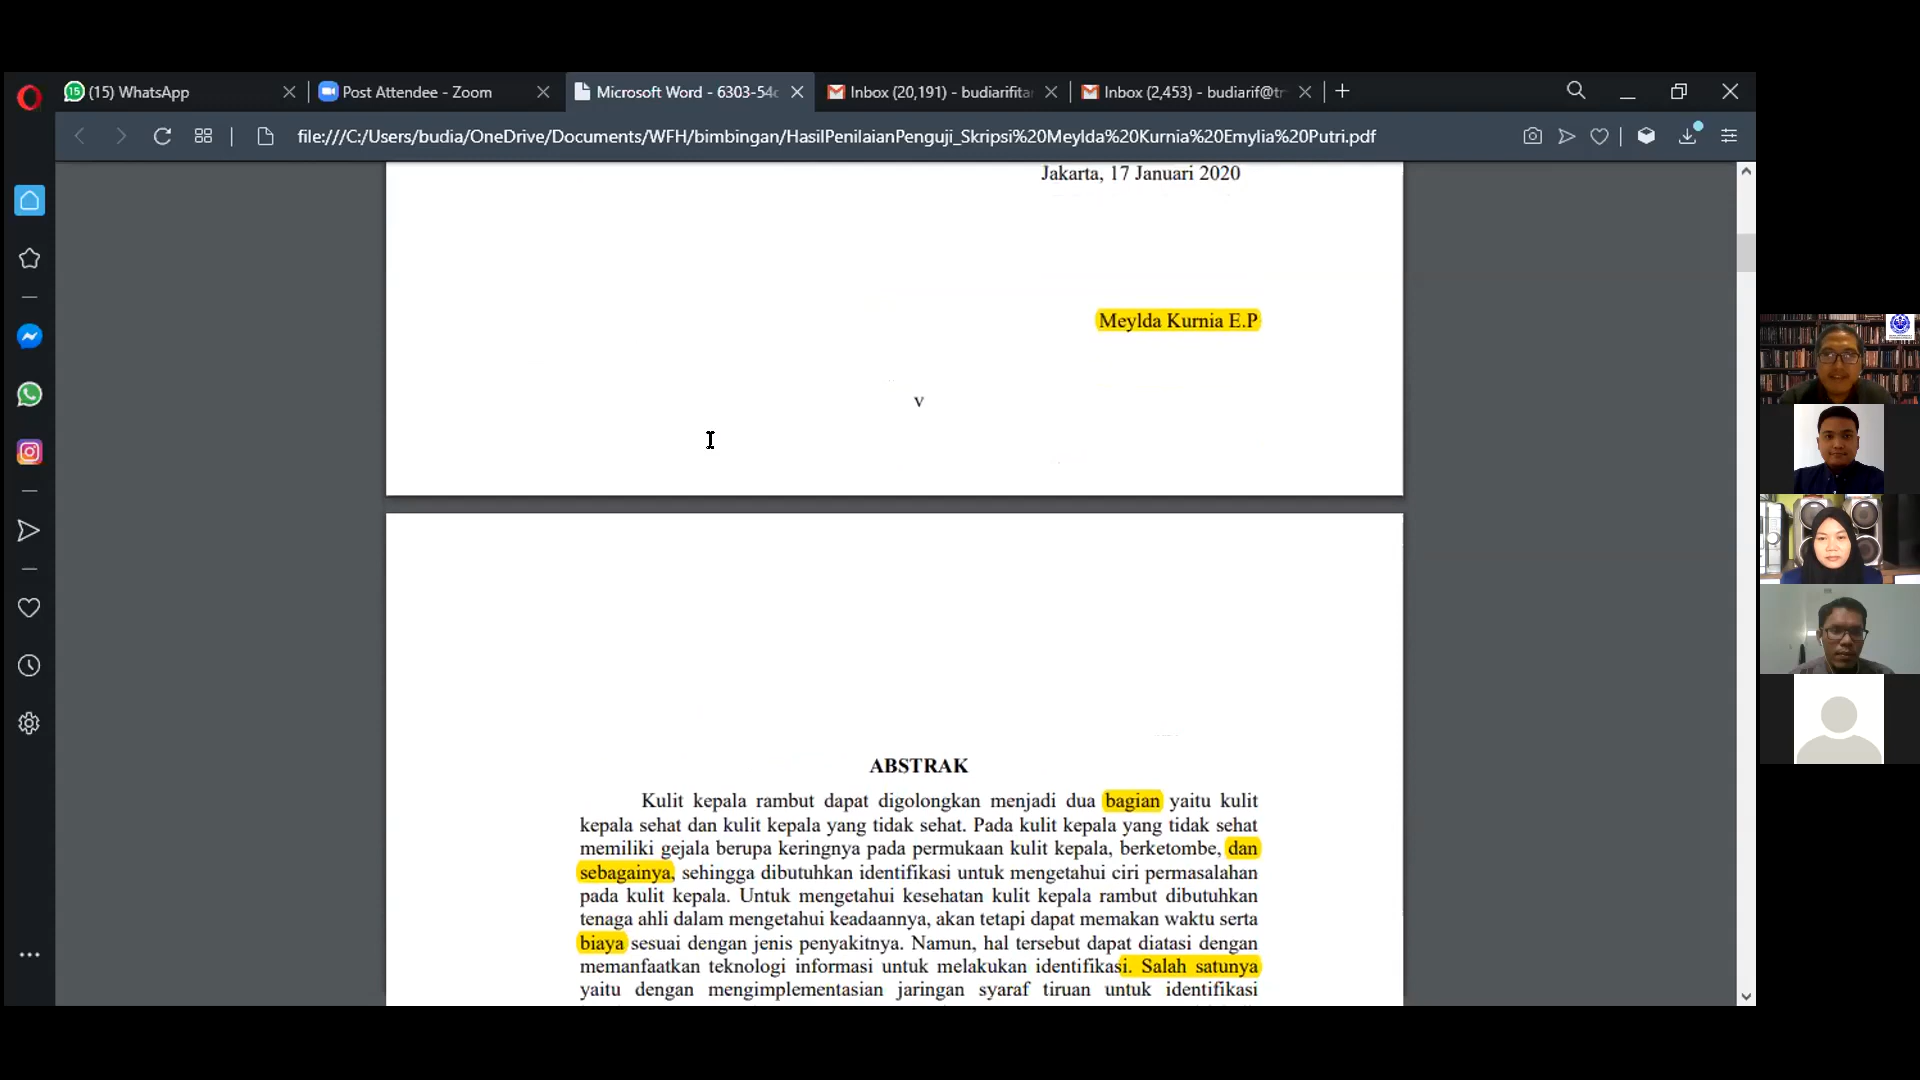 (15) WhatsApp
Post Attendee - Zoom
Microsoft Word - 6303-54
Inbox (20,191) - budiarifita
Inbox (2,453) - budiarif@tr
file:///C:/Users/budia/OneDrive/Documents/WFH/bimbingan/HasilPenilaianPenguji_Skripsi%20Meylda%20Kurnia%20Emylia%20Putri.pdf
Jakarta, 17 Januari 2020
Meylda Kurnia E.P
v
ABSTRAK
Kulit kepala rambut dapat digolongkan menjadi dua bagian yaitu kulit
kepala sehat dan kulit kepala yang tidak sehat. Pada kulit kepala yang tidak sehat
memiliki gejala berupa keringnya pada permukaan kulit kepala, berketombe, dan
sebagainya, sehingga dibutuhkan identifikasi untuk mengetahui ciri permasalahan
pada kulit kepala. Untuk mengetahui kesehatan kulit kepala rambut dibutuhkan
tenaga ahli dalam mengetahui keadaannya, akan tetapi dapat memakan waktu serta
biaya sesuai dengan jenis penyakitnya. Namun, hal tersebut dapat diatasi dengan
memanfaatkan teknologi informasi untuk melakukan identifikasi. Salah satunya
yaitu dengan mengimplementasian jaringan syaraf tiruan untuk identifikasi